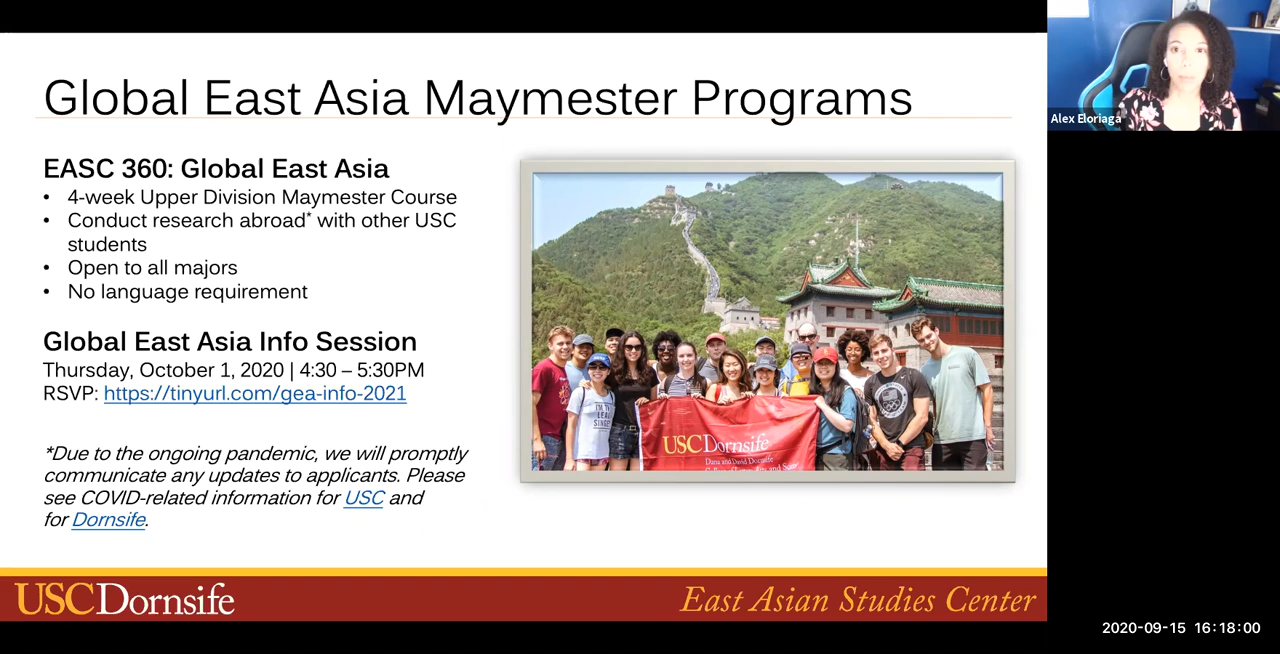 Global East Asia Maymester Programs
EASC 360: Global East Asia
• 4-week Upper Division Maymester Course
• Conduct research abroad* with other USC
students
• Open to all majors
• No language requirement
Global East Asia Info Session
Thursday, October 1, 2020 | 4:30 – 5:30PM
RSVP: https://tinyurl.com/gea-info-2021
*Due to the ongoing pandemic, we will promptly
communicate any updates to applicants. Please
see COVID-related information for USC and
for Dornsife.
USC Dornsife
Dana and David Dornsife
USC Dornsife
East Asian Studies Center
Alex Eloriaga
2020-09-15 16:18:00